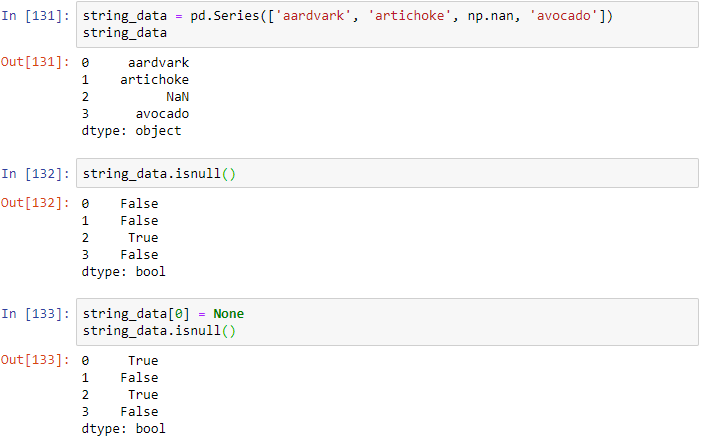 In [131]: string_data = pd.Series(['aardvark', 'artichoke', np.nan, 'avocado'])
string_data
Out[131]: 0     aardvark
1    artichoke
2          NaN
3      avocado
dtype: object
In [132]: string_data.isnull()
Out[132]: 0    False
1    False
2     True
3    False
dtype: bool
In [133]: string_data[0] = None
string_data.isnull()
Out[133]: 0     True
1    False
2     True
3    False
dtype: bool